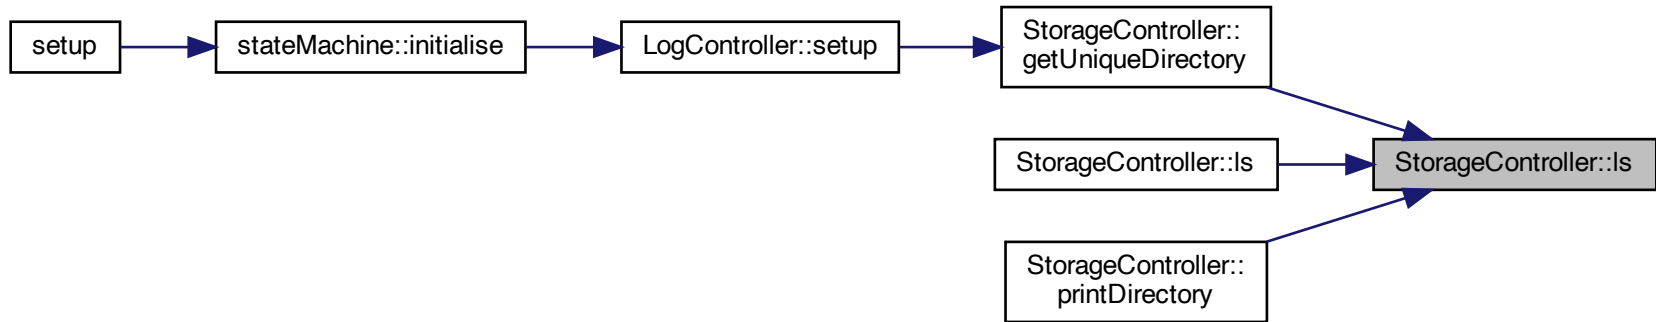 setup
stateMachine::initialise
LogController::setup
StorageController::
getUniqueDirectory
StorageController::ls
StorageController::ls
StorageController::
printDirectory